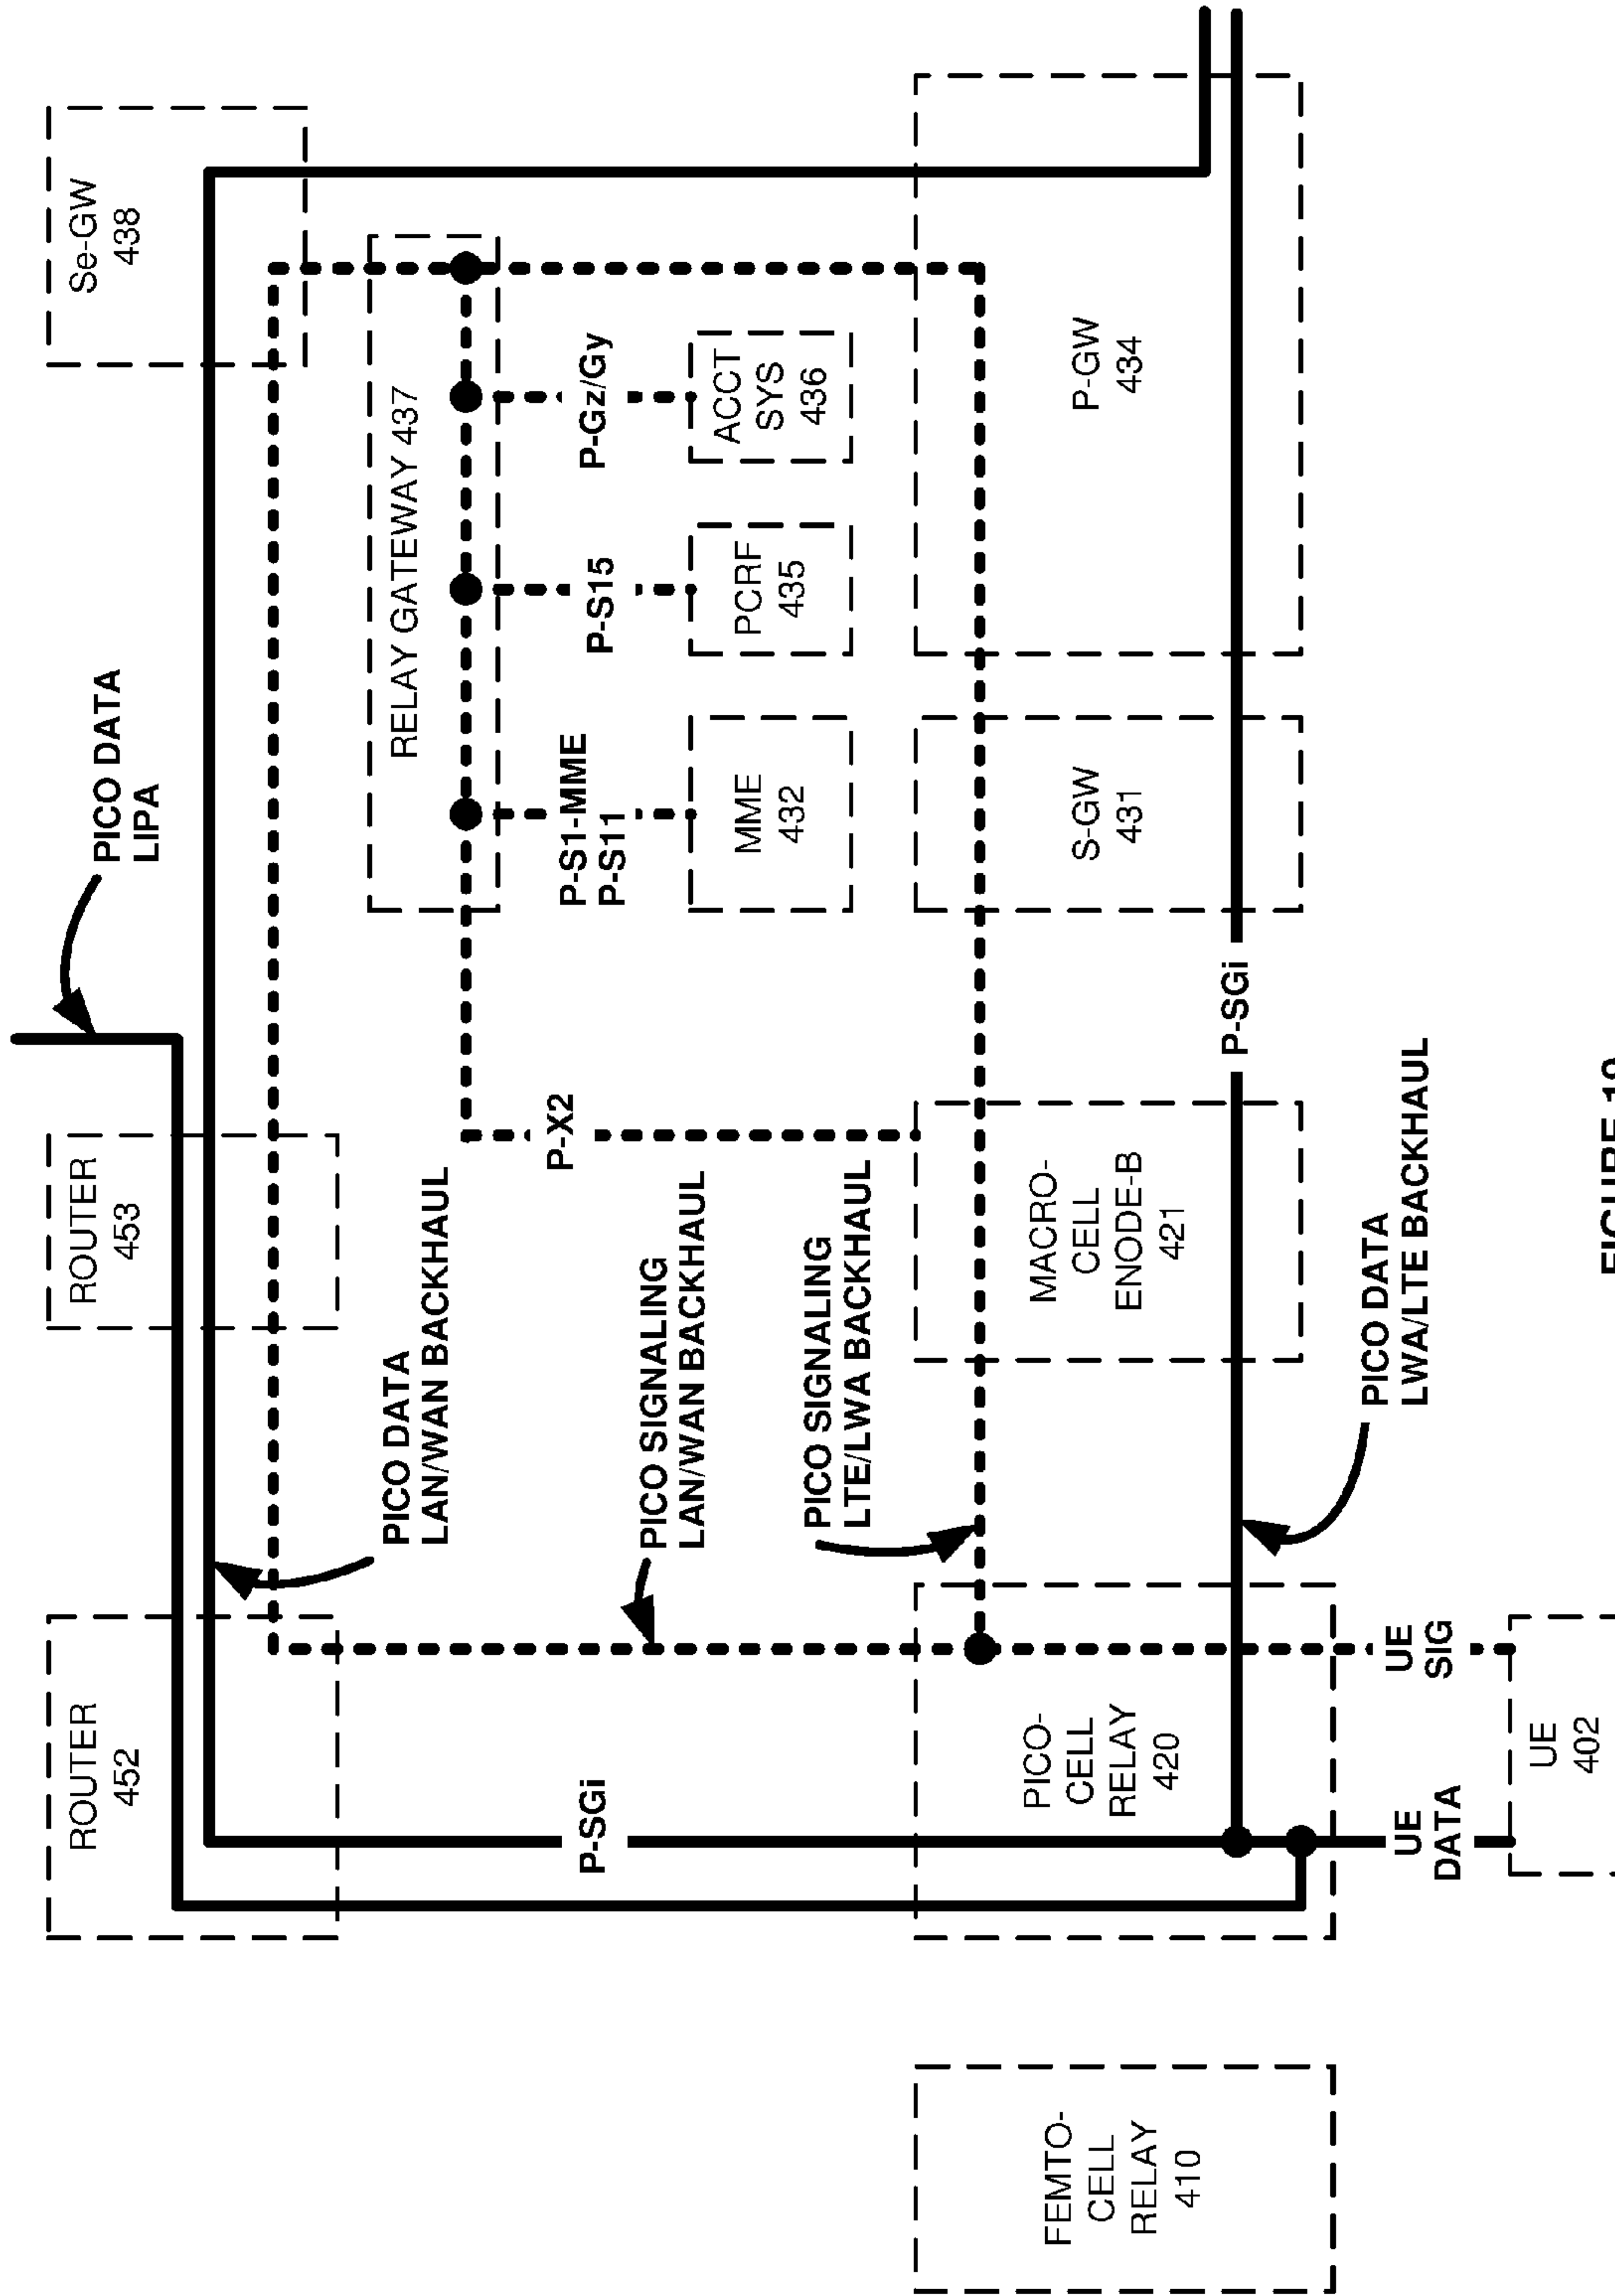 ROUTER
452
ROUTER
453
PICO DATA
LIPA
Se-GW
438
PICO DATA
LAN/WAN BACKHAUL
RELAY GATEWAY 437
P-SGi
PICO SIGNALING
LAN/WAN BACKHAUL
P-X2
P-S1-MME
P-S11
P-S15
P-Gz/Gy
PICO SIGNALING
LTE/LWA BACKHAUL
MME
432
PCRF
435
ACCT
SYS
436
FEMTO-
CELL
RELAY
410
PICO-
CELL
RELAY
420
MACRO-
CELL
ENODE-B
421
S-GW
431
P-GW
434
P-SGi
UE
DATA
UE
SIG
PICO DATA
LWA/LTE BACKHAUL
UE
402
FIGURE